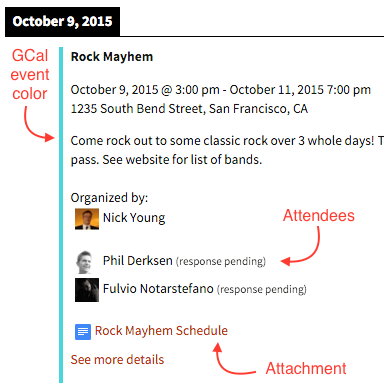 October 9, 2015
GCal
event
color
Rock Mayhem
October 9, 2015 @ 3:00 pm - October 11, 2015 7:00 pm
1235 South Bend Street, San Francisco, CA
Come rock out to some classic rock over 3 whole days! T
pass. See website for list of bands.
Organized by:
Nick Young
Attendees
Phil Derksen (response pending)
Fulvio Notarstefano (response pending)
Rock Mayhem Schedule
See more details
Attachment